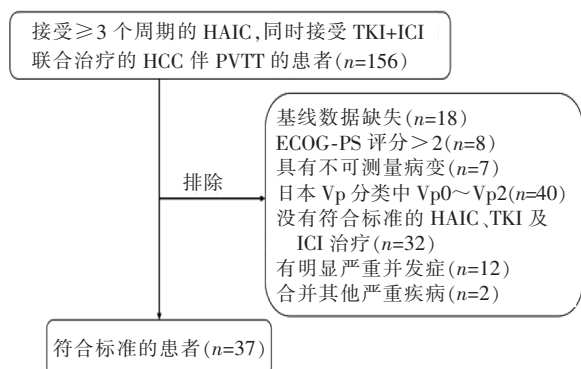 接受≥3 个周期的 HAIC,同时接受 TKI+ICI
联合治疗的 HCC 伴 PVTT 的患者(n=156)
排除
基线数据缺失(n=18)
ECOG-PS 评分＞2(n=8)
具有不可测量病变(n=7)
日本 Vp 分类中 Vp0～Vp2(n=40)
没有符合标准的 HAIC、TKI 及
ICI 治疗(n=32)
有明显严重并发症(n=12)
合并其他严重疾病(n=2)
符合标准的患者(n=37)